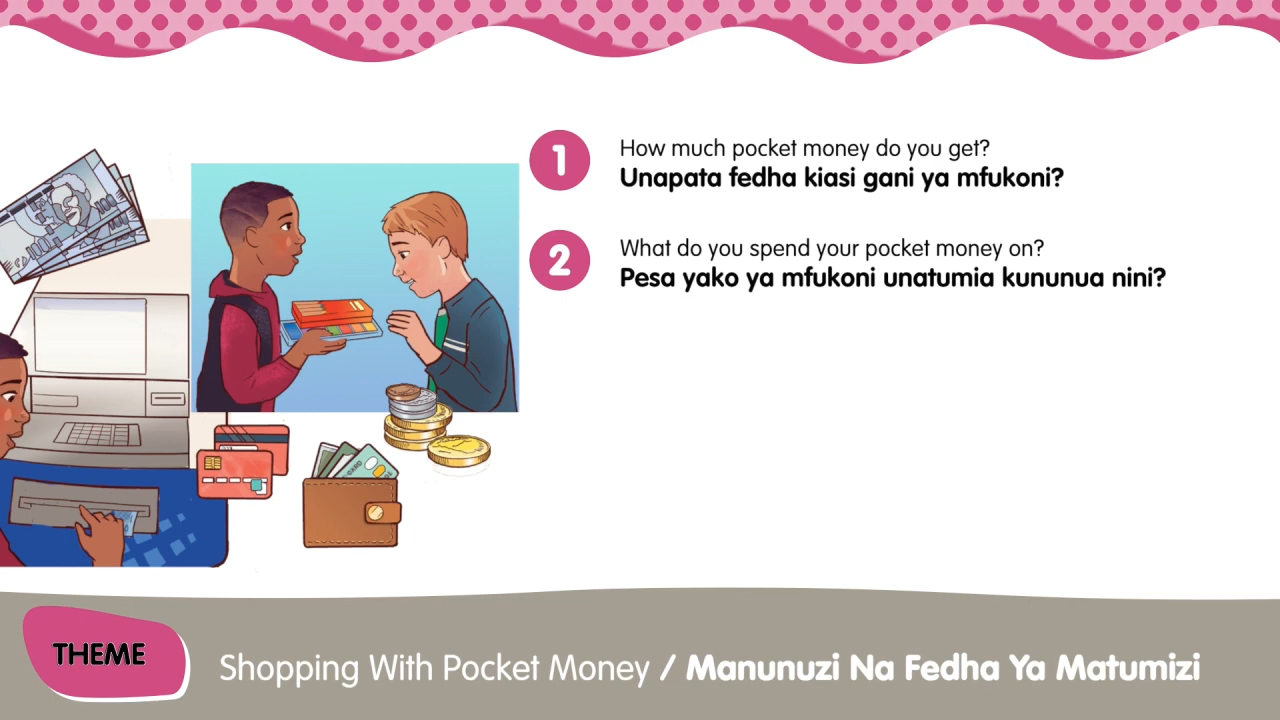 1
How much pocket money do you get?
Unapata fedha kiasi gani ya mfukoni?
2
What do you spend your pocket money on?
Pesa yako ya mfukoni unatumia kununua nini?
100
CARD
THEME
Shopping With Pocket Money / Manunuzi Na Fedha Ya Matumizi